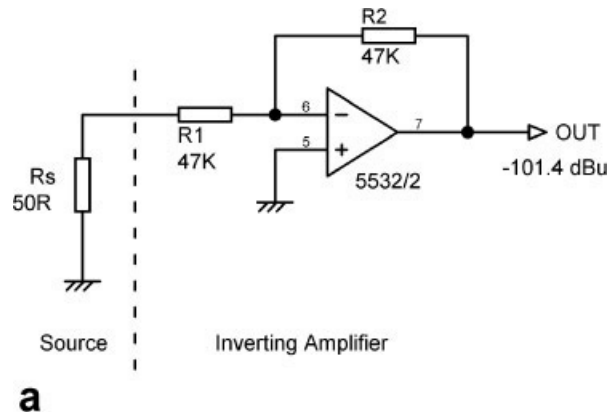 R2
47K
6
R1
47K
5
7
OUT
-101.4 dBu
5532/2
Rs
50R
Source
Inverting Amplifier
a